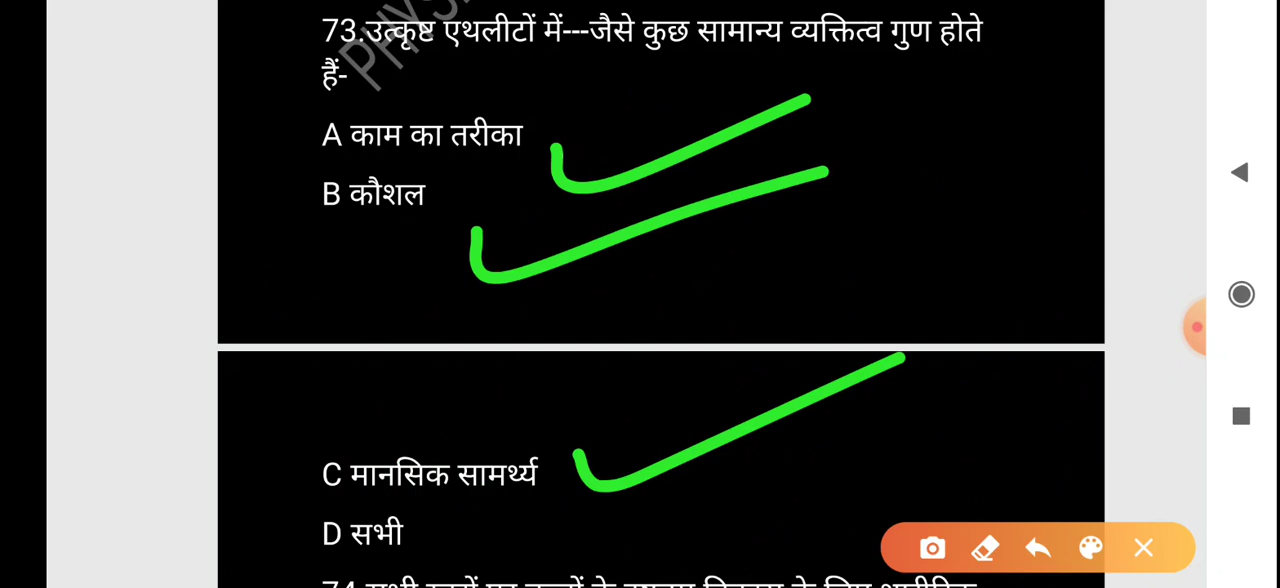 73.उत्कृष्ट एथलीटों में---जैसे कुछ सामान्य व्यक्तित्व गुण होते
हैं-
A काम का तरीका
B कौशल
C मानसिक सामर्थ्य
D सभी